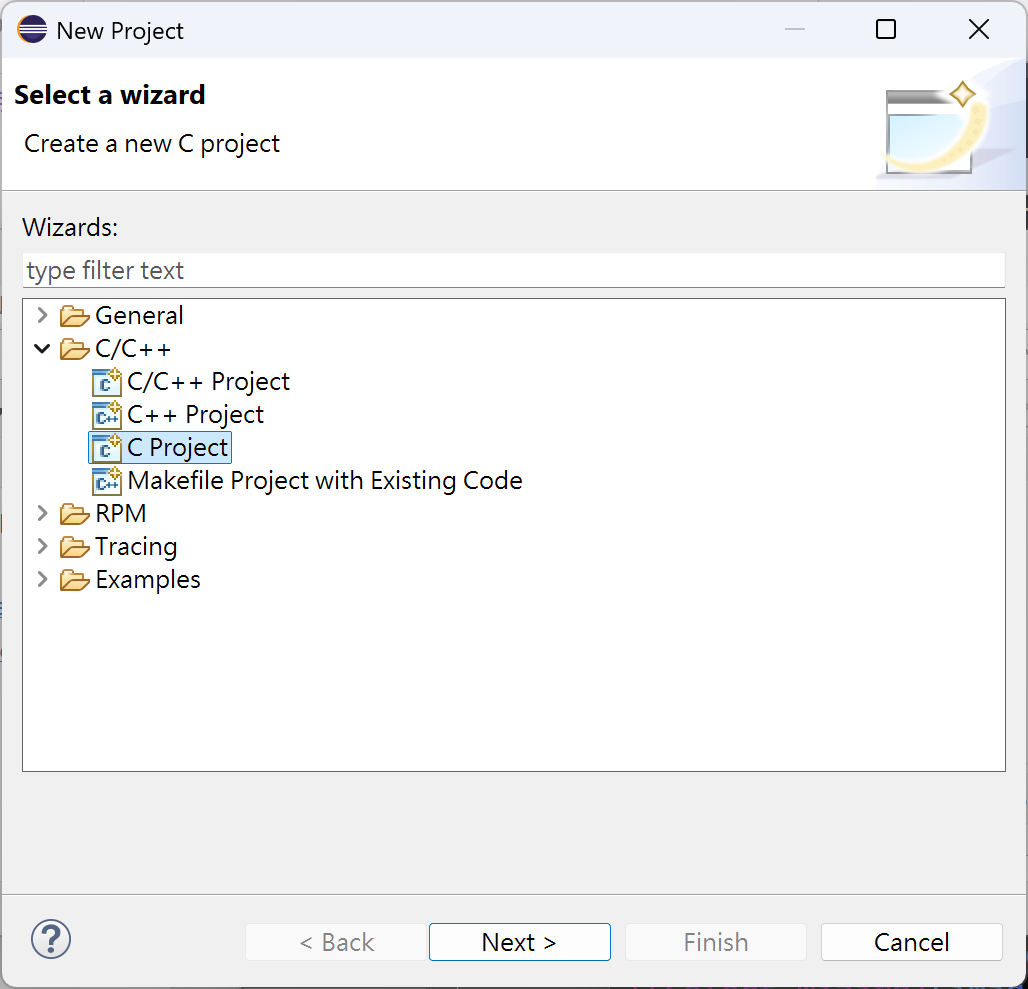 New Project
Select a wizard
Create a new C project
Wizards:
type filter text
General
C/C++
C/C++ Project
C++ Project
C Project
Makefile Project with Existing Code
RPM
Tracing
Examples
< Back Next > Finish Cancel